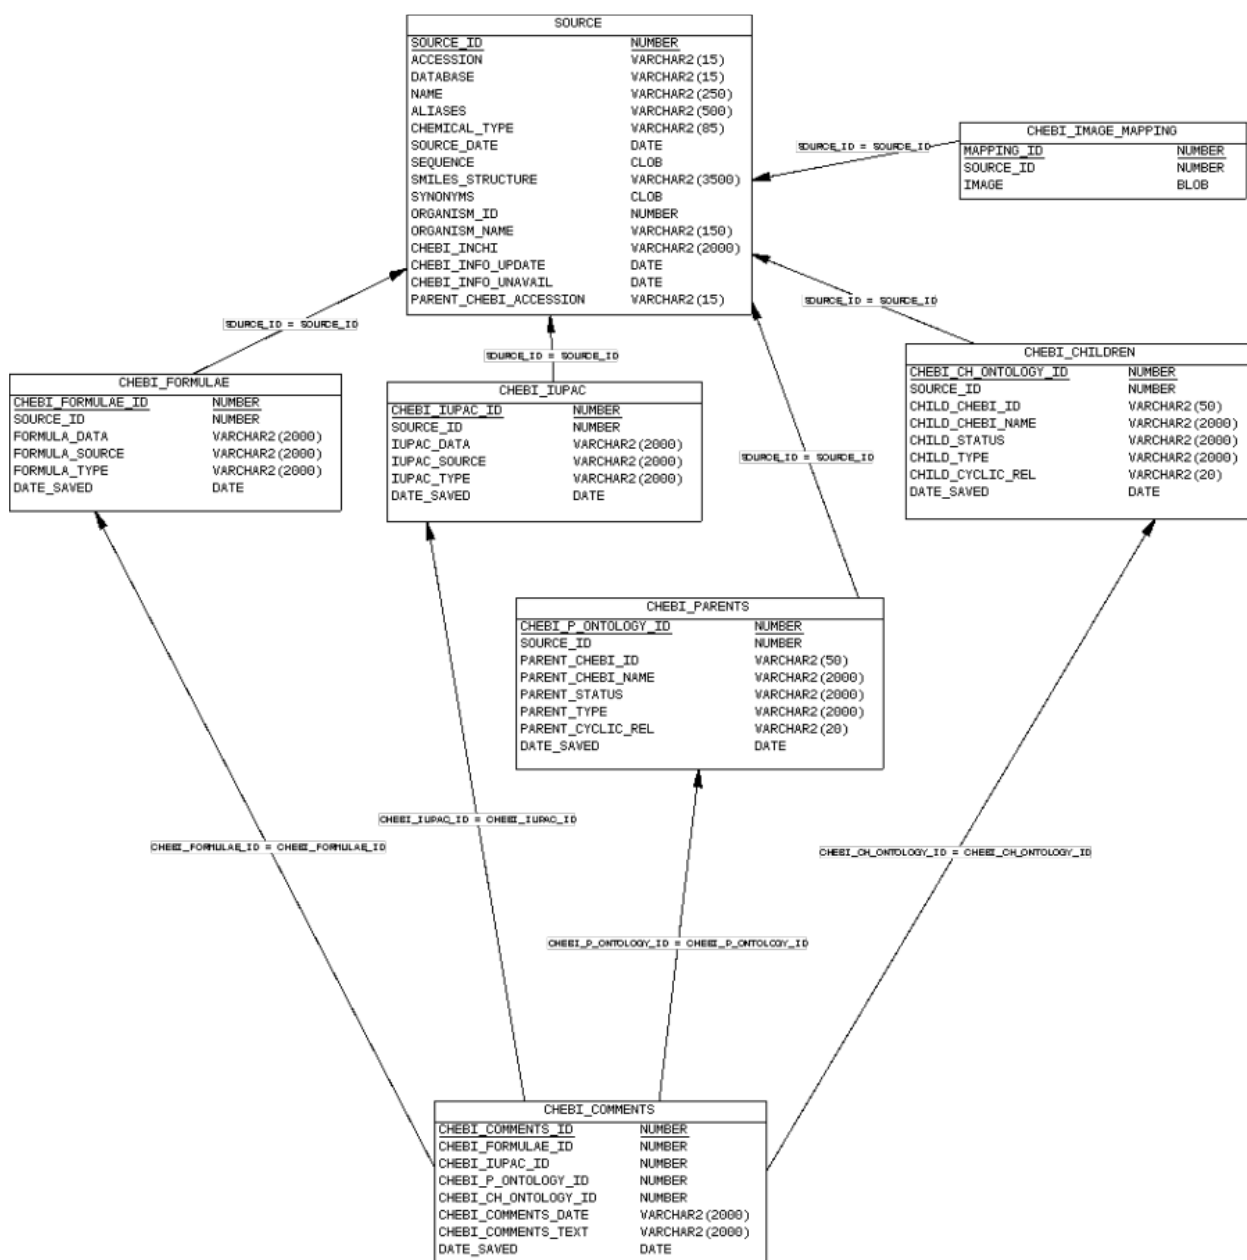 SOURCE
SOURCE_ID NUMBER
ACCESSION VARCHAR2(15)
DATABASE VARCHAR2(15)
NAME VARCHAR2(250)
ALIASES VARCHAR2(500)
CHEMICAL_TYPE VARCHAR2(85)
SOURCE_DATE DATE
SEQUENCE CLOB
SMILES_STRUCTURE VARCHAR2(3500)
SYNONYMS CLOB
ORGANISM_ID NUMBER
ORGANISM_NAME VARCHAR2(150)
CHEBI_INCHI VARCHAR2(2000)
CHEBI_INFO_UPDATE DATE
CHEBI_INFO_UNAVAIL DATE
PARENT_CHEBI_ACCESSION VARCHAR2(15)
CHEBI_IMAGE_MAPPING
MAPPING_ID NUMBER
SOURCE_ID NUMBER
IMAGE BLOB
SOURCE_ID = SOURCE_ID
SOURCE_ID = SOURCE_ID
SOURCE_ID = SOURCE_ID
SOURCE_ID = SOURCE_ID
SOURCE_ID = SOURCE_ID
CHEBI_FORMULAE
CHEBI_FORMULAE_ID NUMBER
SOURCE_ID NUMBER
FORMULA_DATA VARCHAR2(2000)
FORMULA_SOURCE VARCHAR2(2000)
FORMULA_TYPE VARCHAR2(2000)
DATE_SAVED DATE
CHEBI_IUPAC
CHEBI_IUPAC_ID NUMBER
SOURCE_ID NUMBER
IUPAC_DATA VARCHAR2(2000)
IUPAC_SOURCE VARCHAR2(2000)
IUPAC_TYPE VARCHAR2(2000)
DATE_SAVED DATE
CHEBI_CHILDREN
CHEBI_CH_ONTOLOGY_ID NUMBER
SOURCE_ID NUMBER
CHILD_CHEBI_ID VARCHAR2(50)
CHILD_CHEBI_NAME VARCHAR2(2000)
CHILD_STATUS VARCHAR2(2000)
CHILD_TYPE VARCHAR2(2000)
CHILD_CYCLIC_REL VARCHAR2(20)
DATE_SAVED DATE
CHEBI_PARENTS
CHEBI_P_ONTOLOGY_ID NUMBER
SOURCE_ID NUMBER
PARENT_CHEBI_ID VARCHAR2(50)
PARENT_CHEBI_NAME VARCHAR2(2000)
PARENT_STATUS VARCHAR2(2000)
PARENT_TYPE VARCHAR2(2000)
PARENT_CYCLIC_REL VARCHAR2(20)
DATE_SAVED DATE
CHEBI_FORMULAE_ID = CHEBI_FORMULAE_ID
CHEBI_IUPAC_ID = CHEBI_IUPAC_ID
CHEBI_P_ONTOLOGY_ID = CHEBI_P_ONTOLOGY_ID
CHEBI_CH_ONTOLOGY_ID = CHEBI_CH_ONTOLOGY_ID
CHEBI_COMMENTS
CHEBI_COMMENTS_ID NUMBER
CHEBI_FORMULAE_ID NUMBER
CHEBI_IUPAC_ID NUMBER
CHEBI_P_ONTOLOGY_ID NUMBER
CHEBI_CH_ONTOLOGY_ID NUMBER
CHEBI_COMMENTS_DATE VARCHAR2(2000)
CHEBI_COMMENTS_TEXT VARCHAR2(2000)
DATE_SAVED DATE